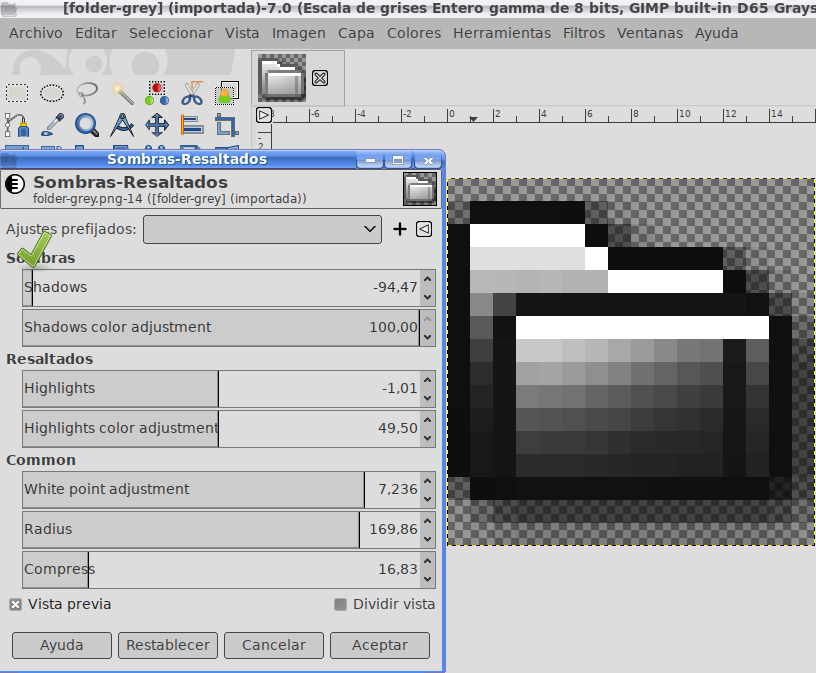 [folder-grey] (importada)-7.0 (Escala de grises Entero gamma de 8 bits, GIMP built-in D65 Grays
Archivo Editar Seleccionar Vista Imagen Capa Colores Herramientas Filtros Ventanas Ayuda
-6 -4 -2 0 2 4 6 8 10 12 14
Sombras-Resaltados
Sombras-Resaltados
folder-grey.png-14 ([folder-grey] (importada))
Ajustes prefijados:
Sombras
Shadows -94,47
Shadows color adjustment 100,00
Resaltados
Highlights -1,01
Highlights color adjustment 49,50
Common
White point adjustment 7,236
Radius 169,86
Compress 16,83
Vista previa Dividir vista
Ayuda Restablecer Cancelar Aceptar